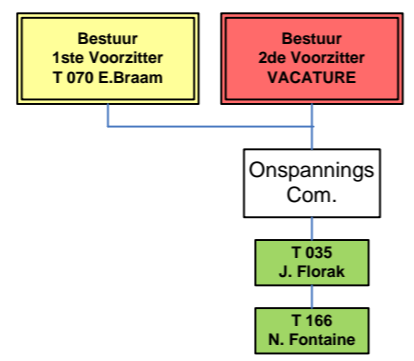 Bestuur
1ste Voorzitter
T 070 E.Braam
Bestuur
2de Voorzitter
VACATURE
Onspannings
Com.
T 035
J. Florak
T 166
N. Fontaine